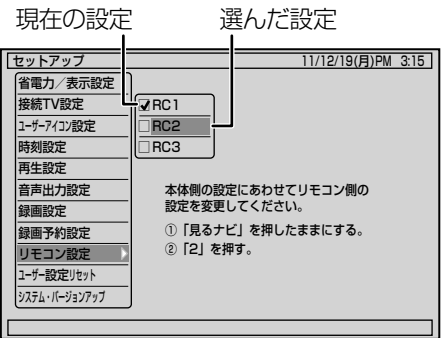 現在の設定
選んだ設定
セットアップ
11/12/19(月)PM 3:15
省電力／表示設定
接続TV設定
ユーザーアイコン設定
時刻設定
再生設定
音声出力設定
録画設定
録画予約設定
リモコン設定
ユーザー設定リセット
システム・バージョンアップ
RC1
RC2
RC3
本体側の設定にあわせてリモコン側の
設定を変更してください。
①「見るナビ」を押したままにする。
②「2」を押す。